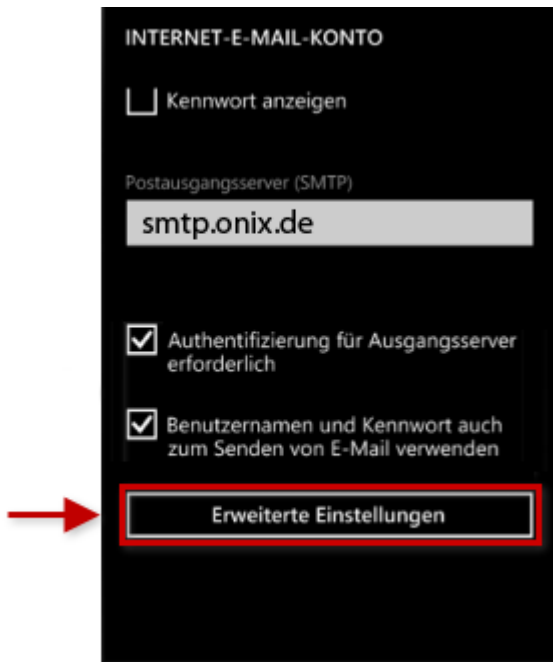 INTERNET-E-MAIL-KONTO
Kennwort anzeigen
Postausgangsserver (SMTP)
smtp.onix.de
Authentifizierung für Ausgangsserver
erforderlich
Benutzernamen und Kennwort auch
zum Senden von E-Mail verwenden
Erweiterte Einstellungen